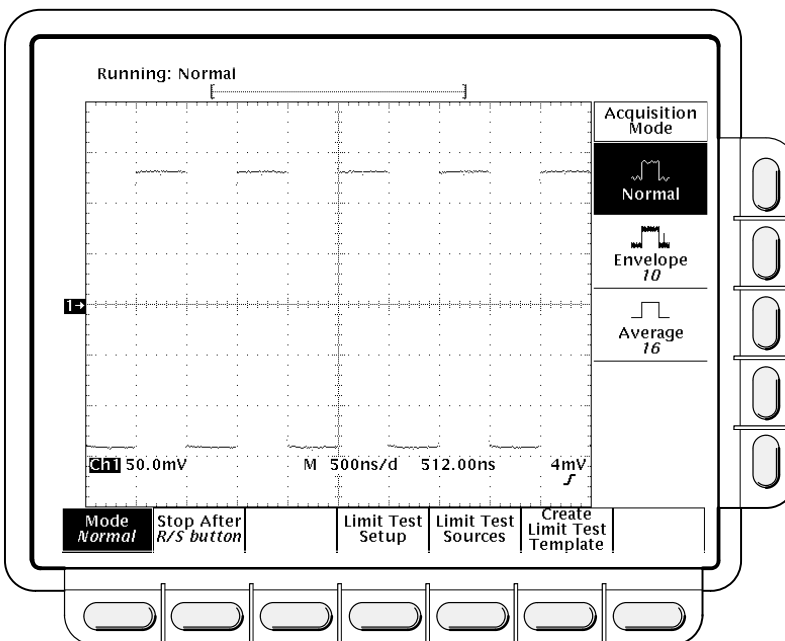 Running: Normal
Acquisition
Mode
Normal
Envelope
10
Average
16
1→
Ch1 50.0mV M 500ns/d 512.00ns 4mV
Mode
Normal
Stop After
R/S button
Limit Test
Setup
Limit Test
Sources
Create
Limit Test
Template